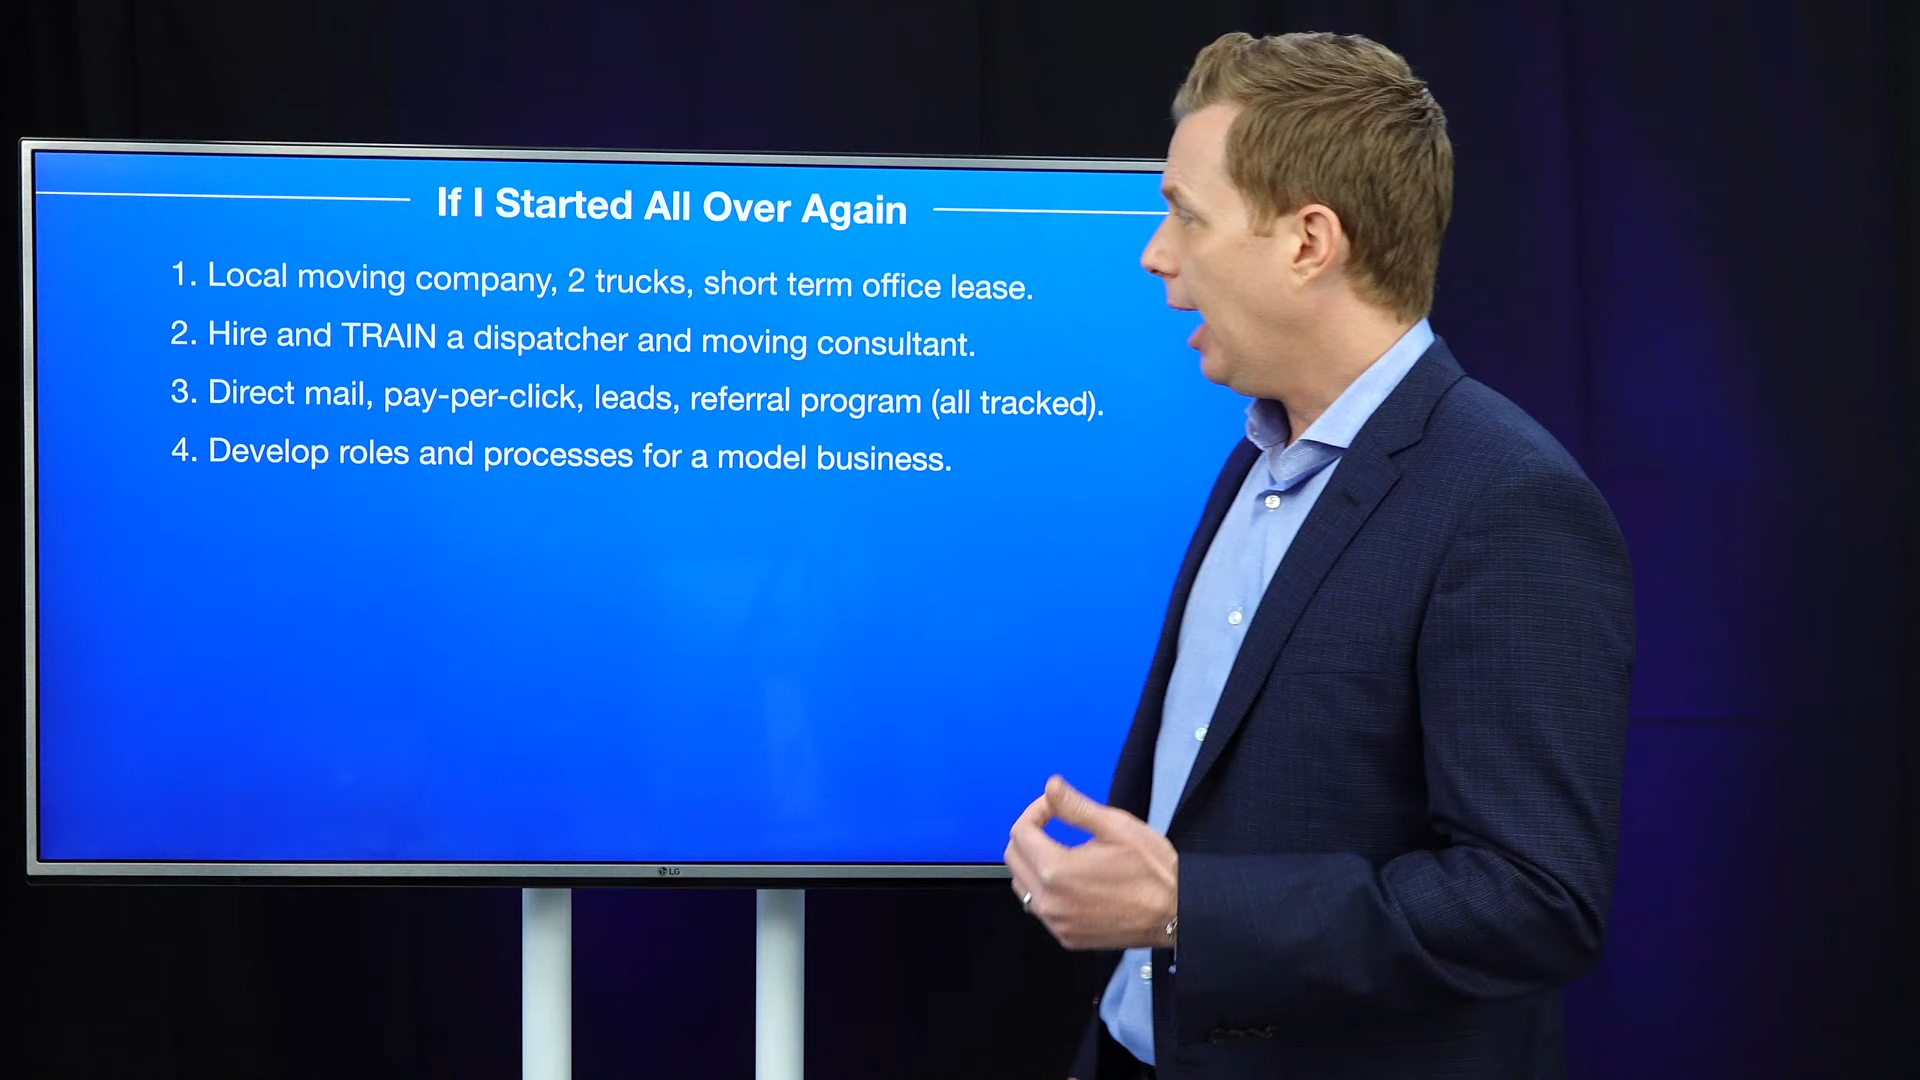 If I Started All Over Again
1. Local moving company, 2 trucks, short term office lease.
2. Hire and TRAIN a dispatcher and moving consultant.
3. Direct mail, pay-per-click, leads, referral program (all tracked).
4. Develop roles and processes for a model business.
LG